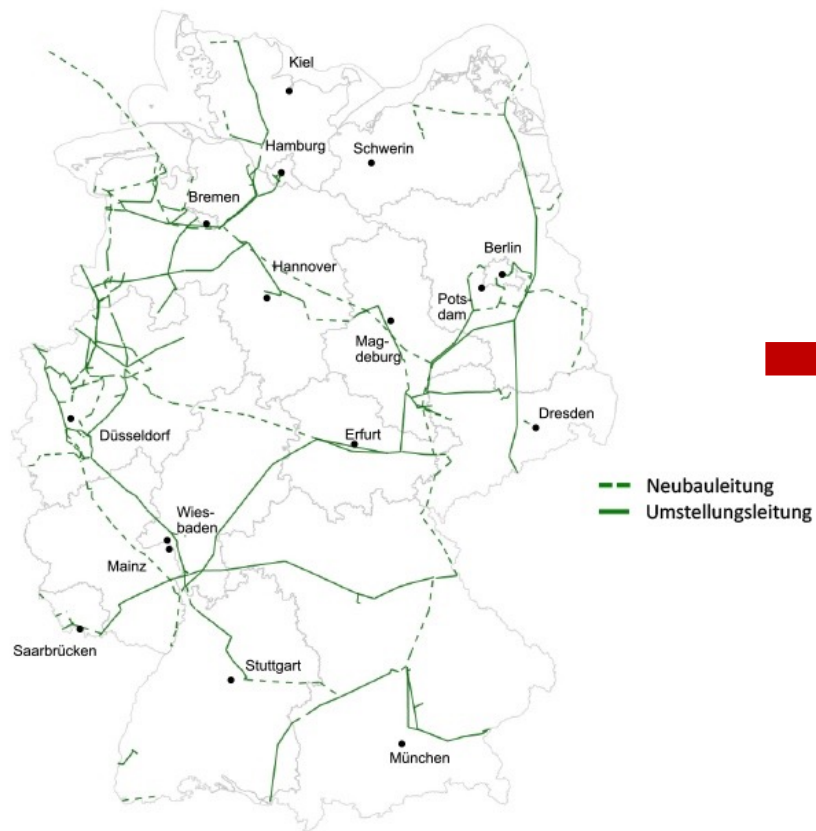 Kiel
Hamburg
Schwerin
Bremen
Berlin
Hannover
Pots-
dam
Mag-
deburg
Düsseldorf
Erfurt
Dresden
Neubauleitung
Umstellungsleitung
Wies-
baden
Mainz
Saarbrücken
Stuttgart
München